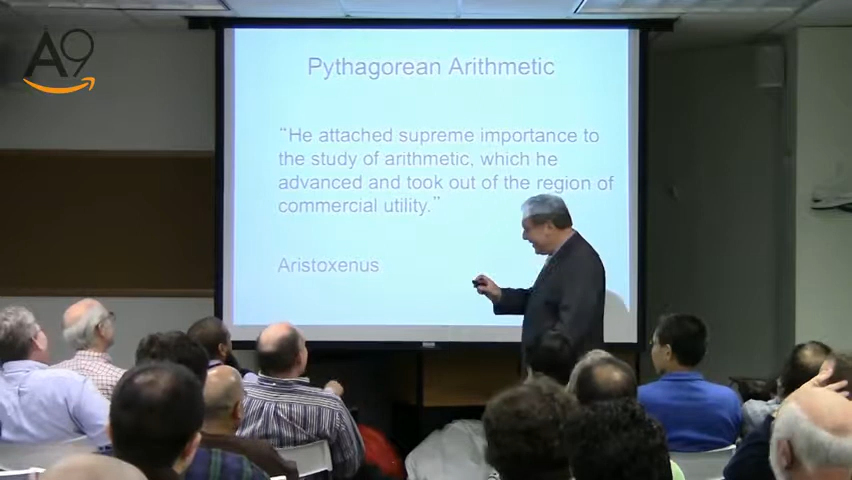 A9
Pythagorean Arithmetic
“He attached supreme importance to
the study of arithmetic, which he
advanced and took out of the region of
commercial utility.”
Aristoxenus